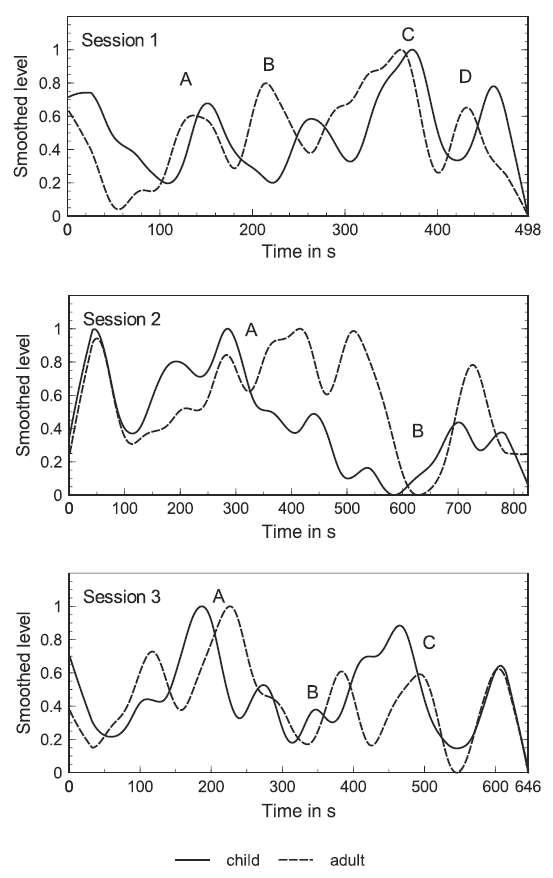 Session 1
A
B
C
D
Smoothed level
1
0.8
0.6
0.4
0.2
0
0 100 200 300 400 498
Time in s
Session 2
A
B
Smoothed level
1
0.8
0.6
0.4
0.2
0
0 100 200 300 400 500 600 700 800
Time in s
Session 3
A
B
C
Smoothed level
1
0.8
0.6
0.4
0.2
0
0 100 200 300 400 500 600 646
Time in s
child adult